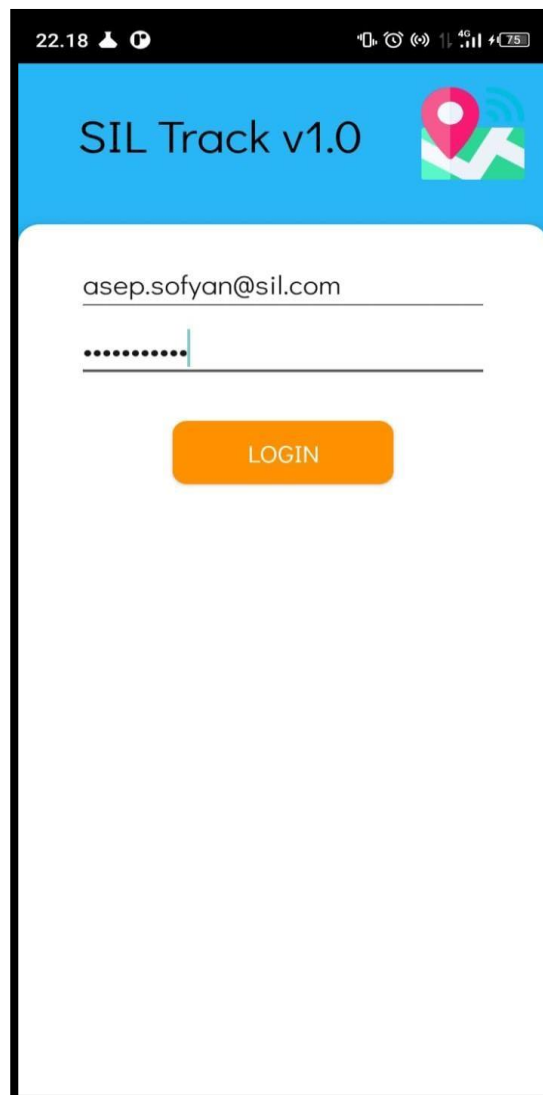 22.18 4G 75
SIL Track v1.0
asep.sofyan@sil.com
•••••••••••
LOGIN